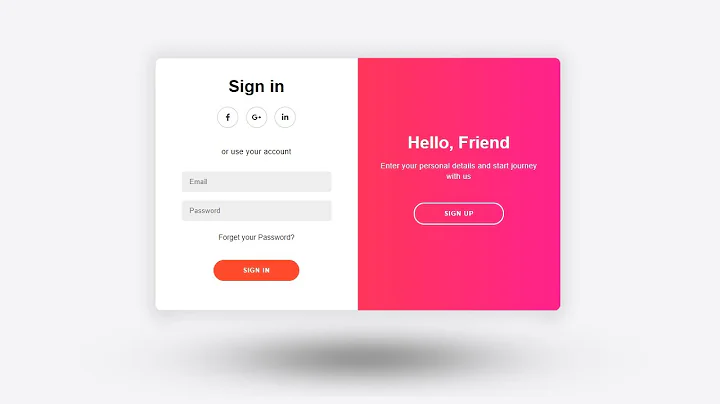 Sign in
f G+ in
or use your account
Email
Password
Forget your Password?
SIGN IN
Hello, Friend
Enter your personal details and start journey
with us
SIGN UP